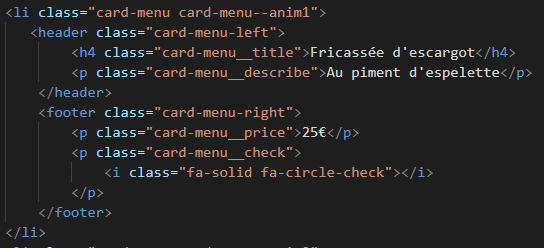 <li class="card-menu card-menu--anim1">
<header class="card-menu-left">
<h4 class="card-menu__title">Fricassée d'escargot</h4>
<p class="card-menu__describe">Au piment d'espelette</p>
</header>
<footer class="card-menu-right">
<p class="card-menu__price">25€</p>
<p class="card-menu__check">
<i class="fa-solid fa-circle-check"></i>
</p>
</footer>
</li>